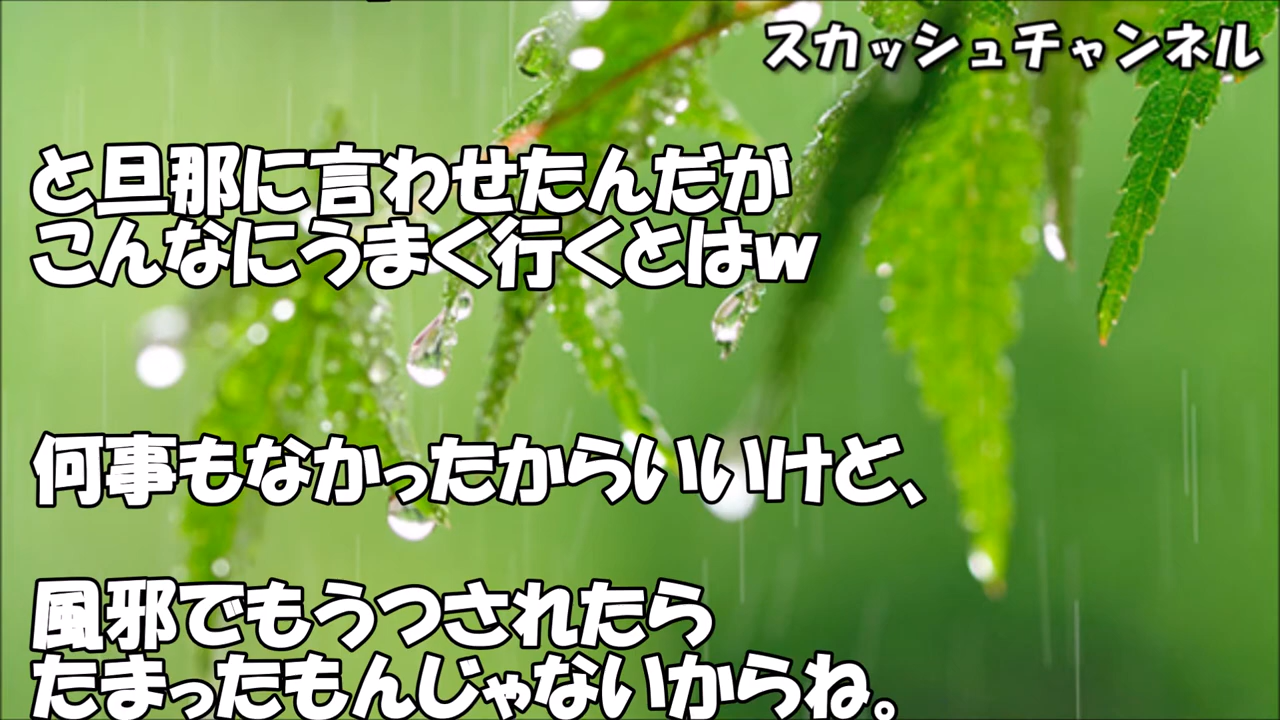 スカッシュチャンネル
と旦那に言わせたんだが
こんなにうまく行くとはw
何事もなかったからいいけど、
風邪でもうつされたら
たまったもんじゃないからね。